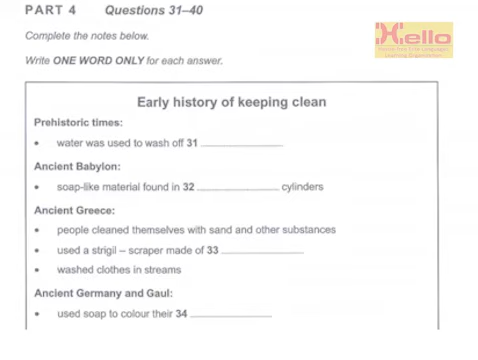 PART 4 Questions 31–40
Hello
Complete the notes below.
Write ONE WORD ONLY for each answer.
Early history of keeping clean
Prehistoric times:
• water was used to wash off 31
Ancient Babylon:
• soap-like material found in 32 cylinders
Ancient Greece:
• people cleaned themselves with sand and other substances
• used a strigil – scraper made of 33
• washed clothes in streams
Ancient Germany and Gaul:
• used soap to colour their 34